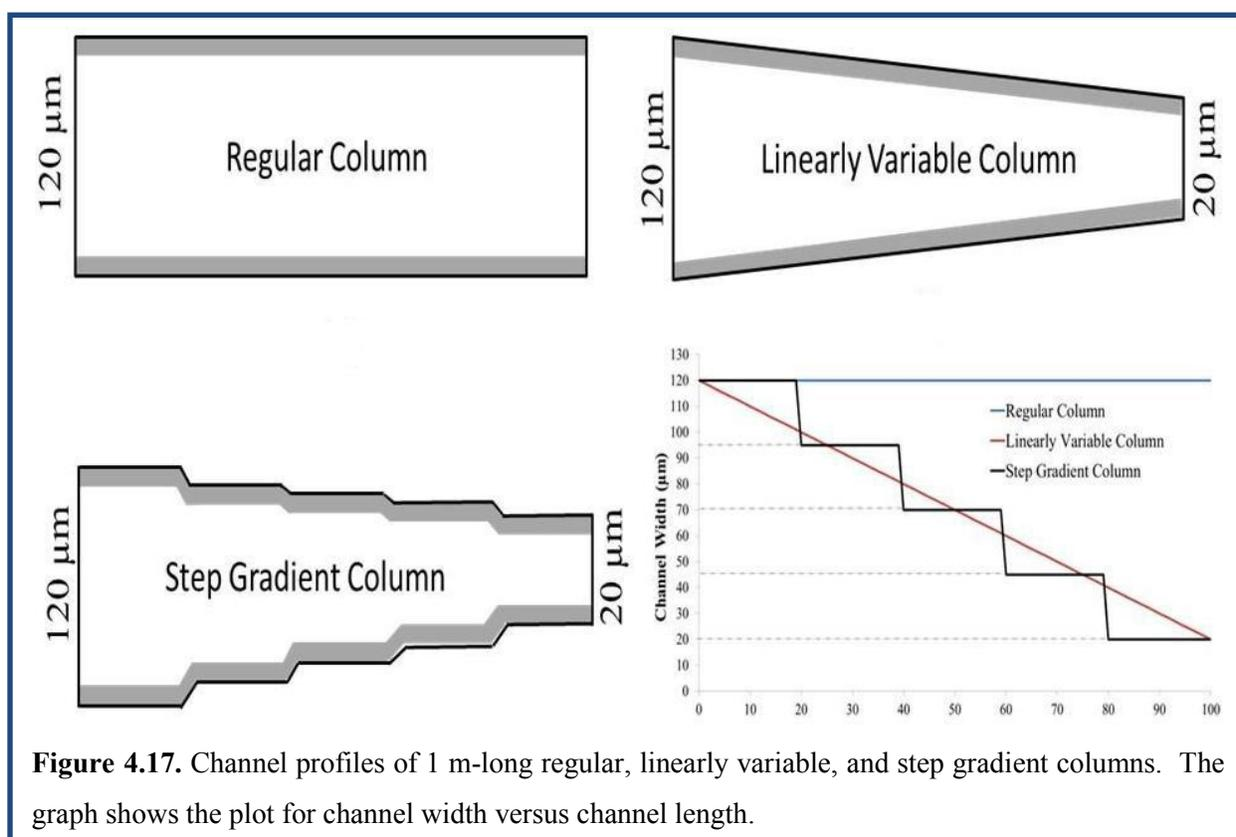 120 µm
Regular Column
120 µm
Linearly Variable Column
20 µm
120 µm
Step Gradient Column
20 µm
Channel Width (µm)
130
120
110
100
90
80
70
60
50
40
30
20
10
0
0 10 20 30 40 50 60 70 80 90 100
Regular Column
Linearly Variable Column
Step Gradient Column
Figure 4.17. Channel profiles of 1 m-long regular, linearly variable, and step gradient columns. The
graph shows the plot for channel width versus channel length.